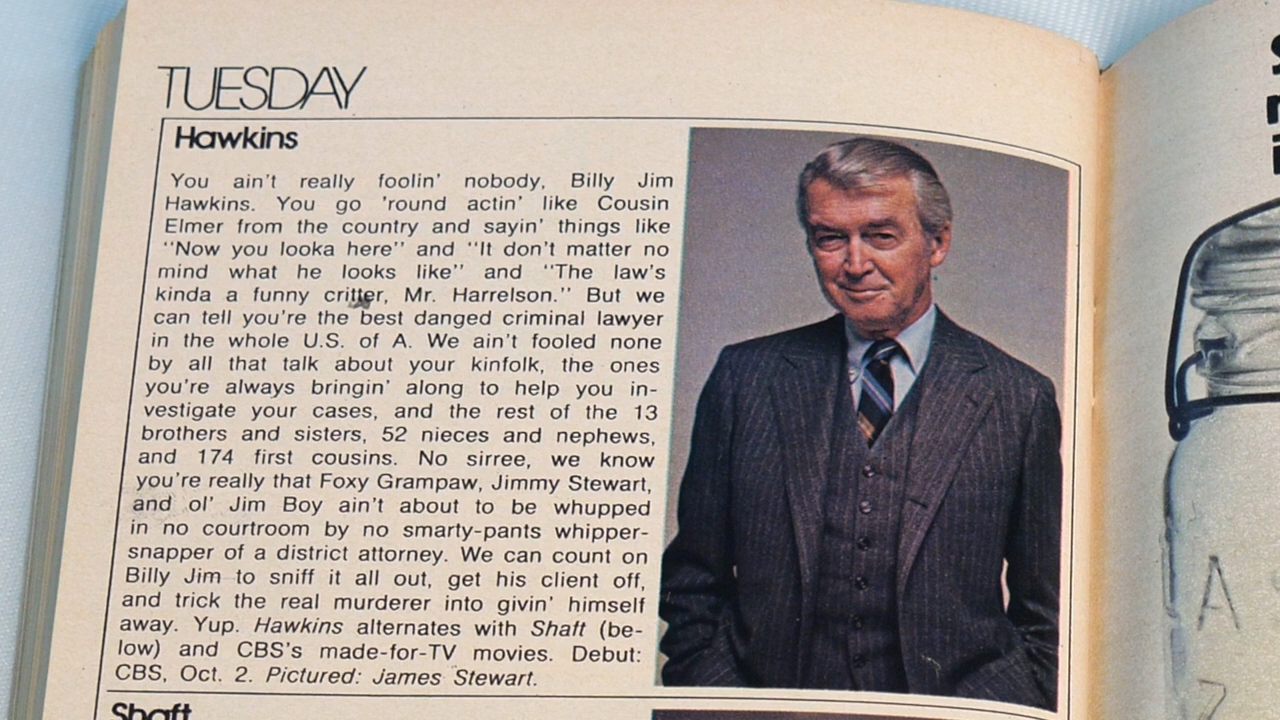 TUESDAY
Hawkins
You ain't really foolin' nobody, Billy Jim
Hawkins. You go 'round actin' like Cousin
Elmer from the country and sayin' things like
"Now you looka here" and "It don't matter no
mind what he looks like" and "The law's
kinda a funny critter, Mr. Harrelson." But we
can tell you're the best danged criminal lawyer
in the whole U.S. of A. We ain't fooled none
by all that talk about your kinfolk, the ones
you're always bringin' along to help you in-
vestigate your cases, and the rest of the 13
brothers and sisters, 52 nieces and nephews,
and 174 first cousins. No sirree, we know
you're really that Foxy Grampaw, Jimmy Stewart,
and ol' Jim Boy ain't about to be whupped
in no courtroom by no smarty-pants whipper-
snapper of a district attorney. We can count on
Billy Jim to sniff it all out, get his client off,
and trick the real murderer into givin' himself
away. Yup. Hawkins alternates with Shaft (be-
low) and CBS's made-for-TV movies. Debut:
CBS, Oct. 2. Pictured: James Stewart.
Shaft
A